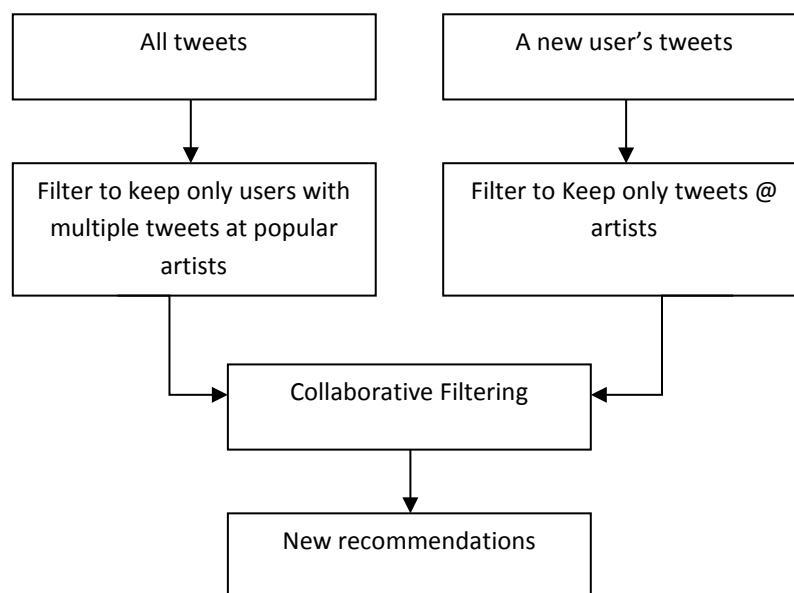 All tweets
A new user’s tweets
Filter to keep only users with
multiple tweets at popular
artists
Filter to Keep only tweets @
artists
Collaborative Filtering
New recommendations